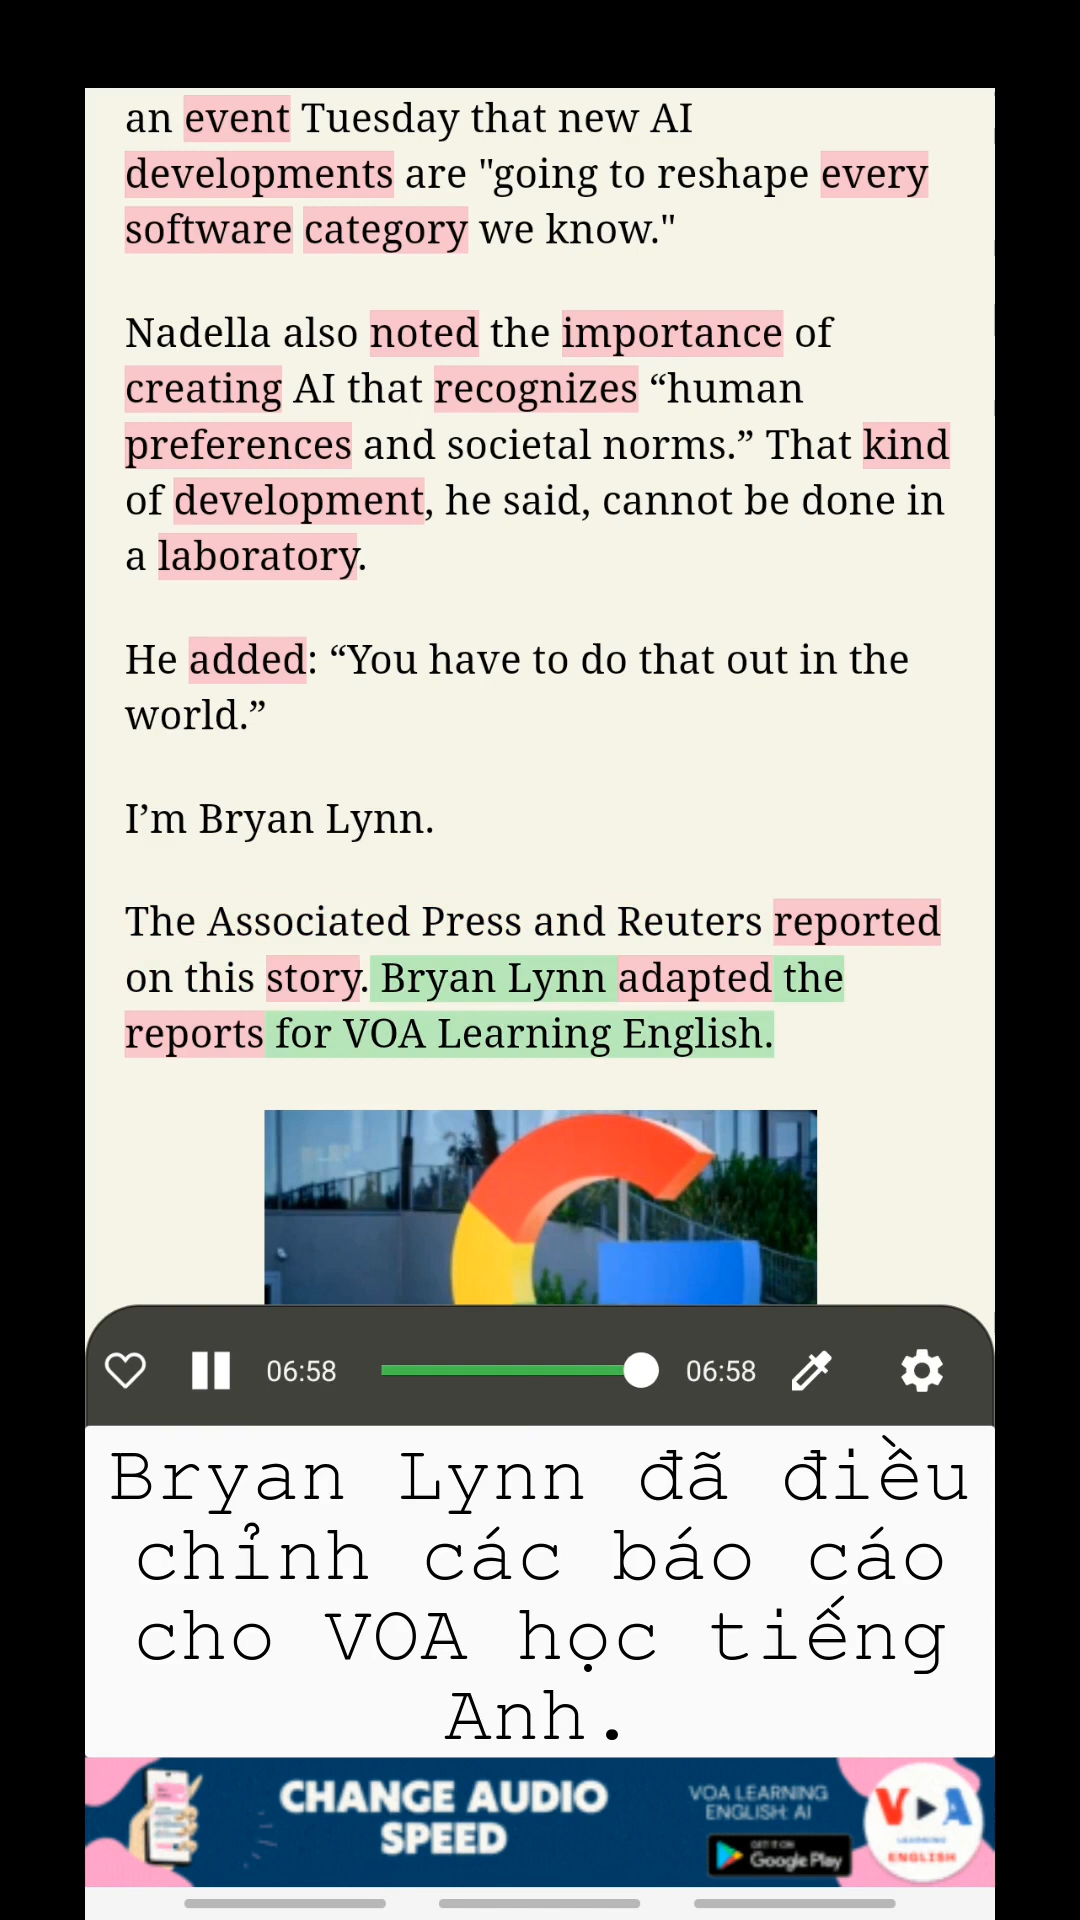 an event Tuesday that new AI
developments are "going to reshape every
software category we know."
Nadella also noted the importance of
creating AI that recognizes “human
preferences and societal norms.” That kind
of development, he said, cannot be done in
a laboratory.
He added: “You have to do that out in the
world.”
I’m Bryan Lynn.
The Associated Press and Reuters reported
on this story. Bryan Lynn adapted the
reports for VOA Learning English.
06:58 06:58
Bryan Lynn đã điều
chỉnh các báo cáo
cho VOA học tiếng
Anh.
CHANGE AUDIO
SPEED
VOA LEARNING
ENGLISH: AI
GET IT ON
Google Play
VOA
LEARNING
ENGLISH